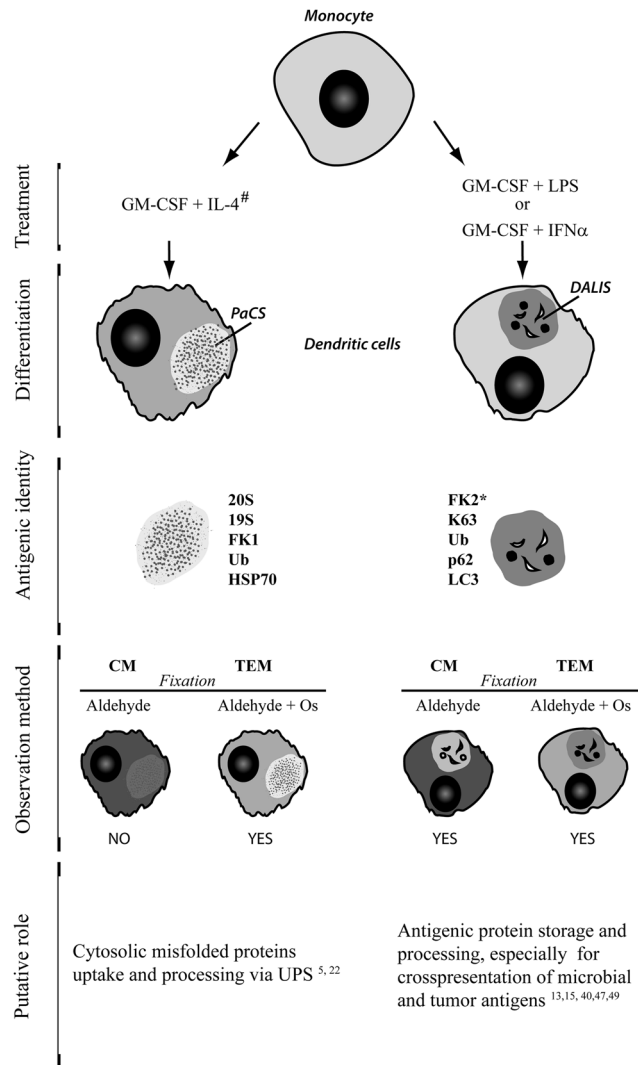 Monocyte
Treatment
GM-CSF + IL-4#
GM-CSF + LPS
or
GM-CSF + IFNα
Differentiation
PaCS
Dendritic cells
DALIS
Antigenic identity
20S
19S
FK1
Ub
HSP70
FK2*
K63
Ub
p62
LC3
Observation method
CM TEM
Fixation
Aldehyde Aldehyde + Os
NO YES
CM TEM
Fixation
Aldehyde Aldehyde + Os
YES YES
Putative role
Cytosolic misfolded proteins
uptake and processing via UPS 5, 22
Antigenic protein storage and
processing, especially for
crosspresentation of microbial
and tumor antigens 13,15, 40,47,49